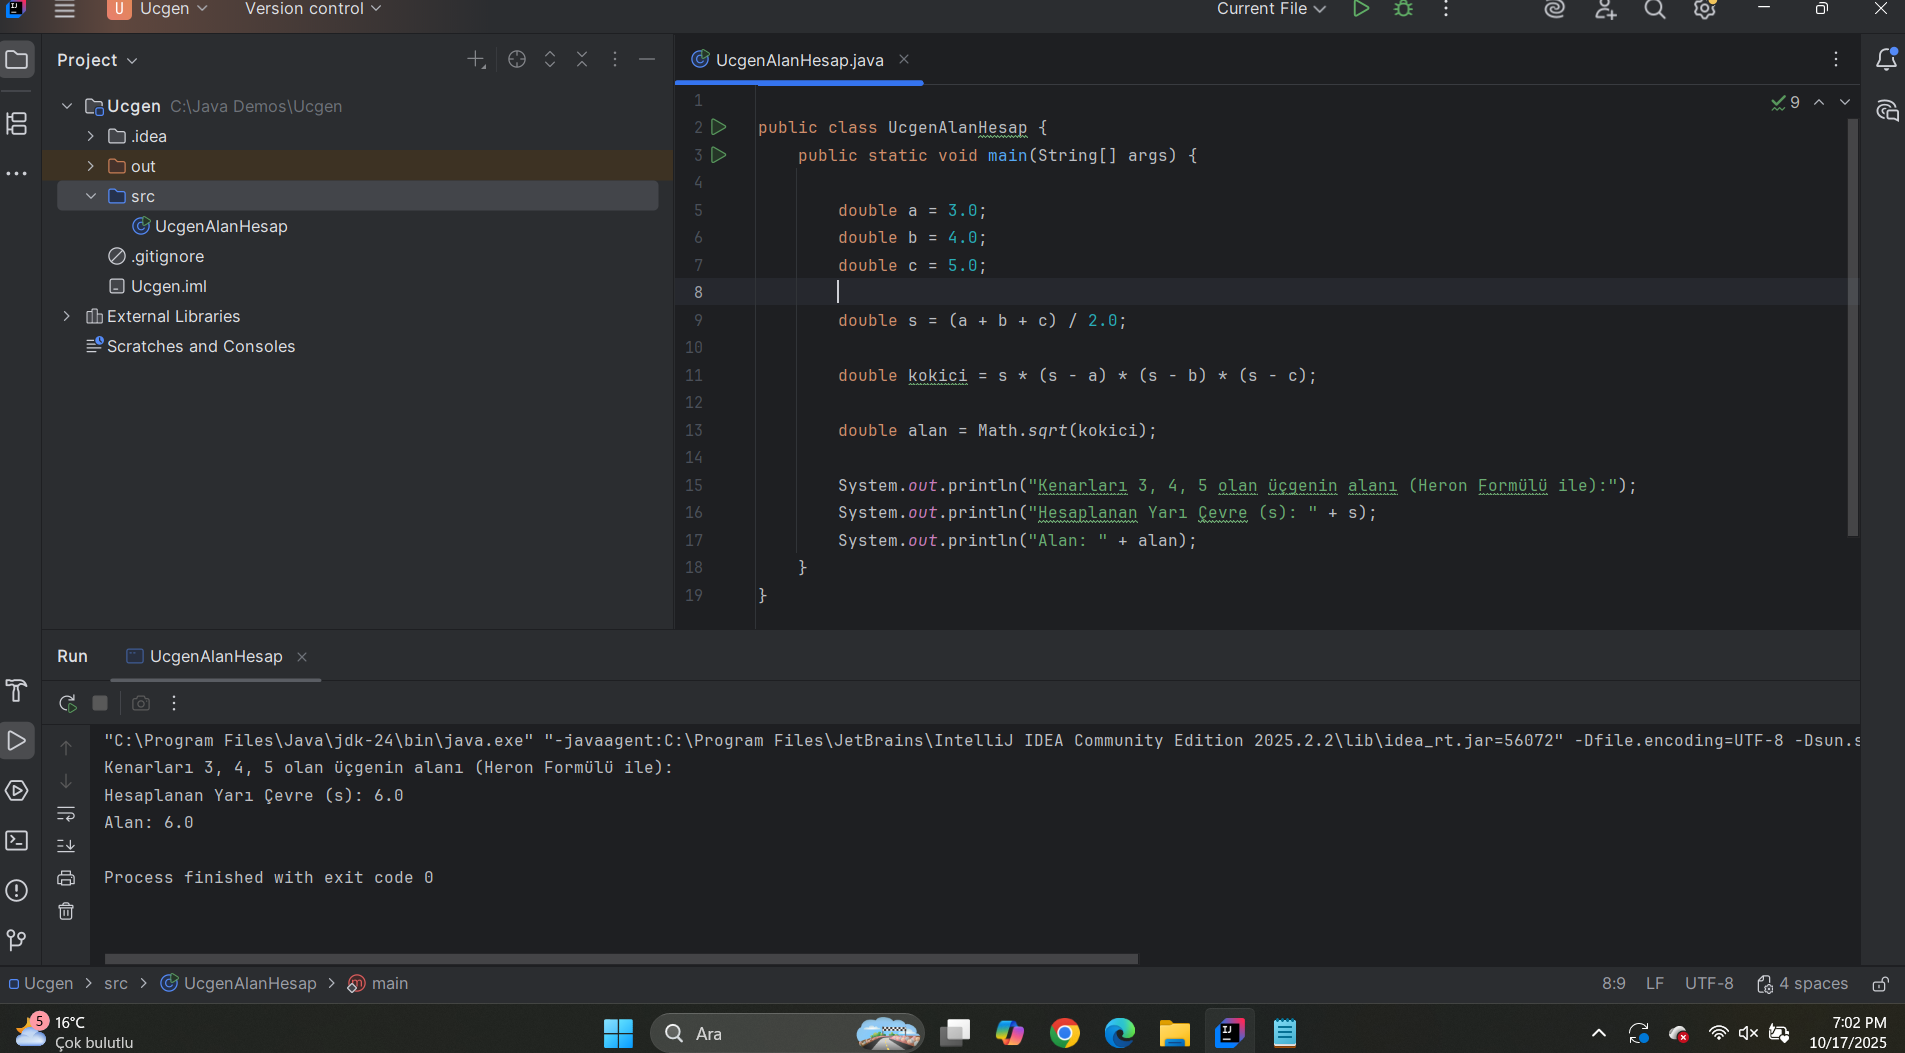 U Ucgen Version control Current File
Project
UcgenAlanHesap.java
Ucgen C:\Java Demos\Ucgen
.idea
out
src
UcgenAlanHesap
.gitignore
Ucgen.iml
External Libraries
Scratches and Consoles
9
1
2 public class UcgenAlanHesap {
3 public static void main(String[] args) {
4
5 double a = 3.0;
6 double b = 4.0;
7 double c = 5.0;
8
9 double s = (a + b + c) / 2.0;
10
11 double kokici = s * (s - a) * (s - b) * (s - c);
12
13 double alan = Math.sqrt(kokici);
14
15 System.out.println("Kenarları 3, 4, 5 olan üçgenin alanı (Heron Formülü ile):");
16 System.out.println("Hesaplanan Yarı Çevre (s): " + s);
17 System.out.println("Alan: " + alan);
18 }
19 }
Run UcgenAlanHesap
"C:\Program Files\Java\jdk-24\bin\java.exe" "-javaagent:C:\Program Files\JetBrains\IntelliJ IDEA Community Edition 2025.2.2\lib\idea_rt.jar=56072" -Dfile.encoding=UTF-8 -Dsun.s
Kenarları 3, 4, 5 olan üçgenin alanı (Heron Formülü ile):
Hesaplanan Yarı Çevre (s): 6.0
Alan: 6.0
Process finished with exit code 0
Ucgen src UcgenAlanHesap main
8:9 LF UTF-8 4 spaces
5 16°C
Çok bulutlu
Ara
7:02 PM
10/17/2025